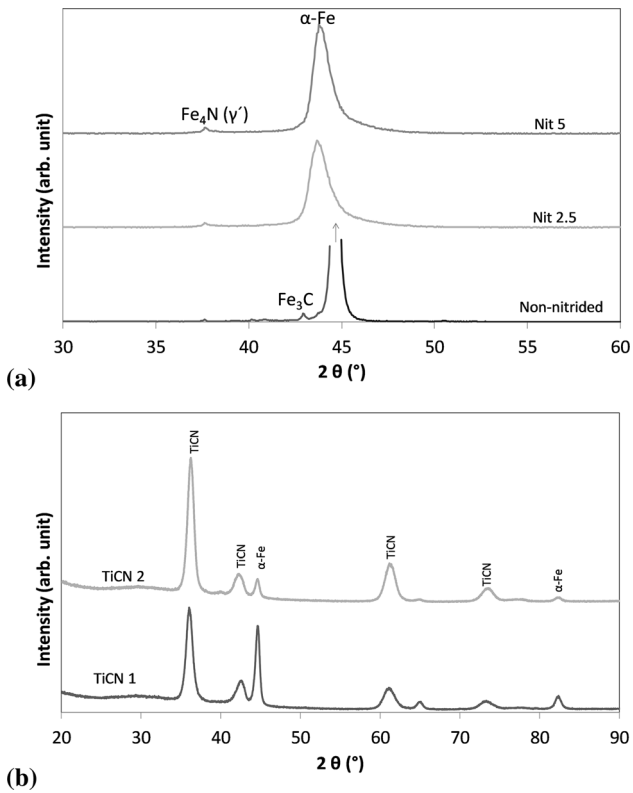 α-Fe
Fe₄N (γ´)
Nit 5
Nit 2.5
Fe₃C
Non-nitrided
Intensity (arb. unit)
30 35 40 45 50 55 60
2 θ (°)
(a)
TiCN
TiCN
α-Fe
TiCN
TiCN
α-Fe
TiCN 2
TiCN 1
Intensity (arb. unit)
20 30 40 50 60 70 80 90
2 θ (°)
(b)